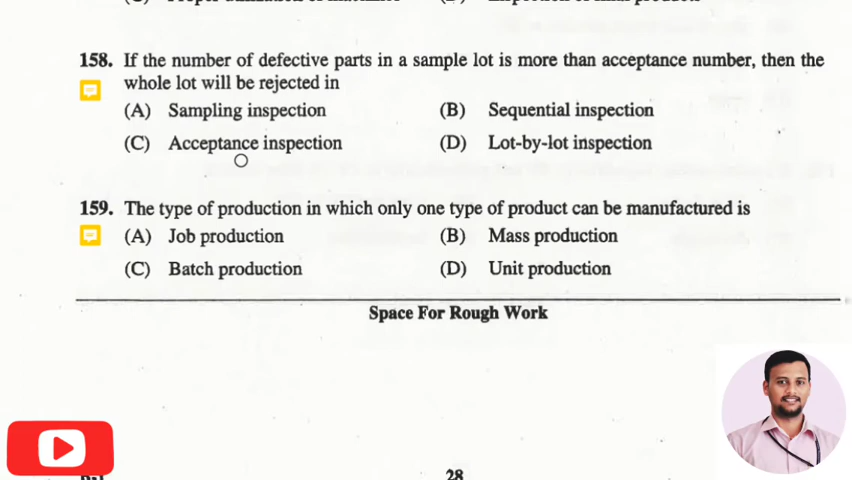 158. If the number of defective parts in a sample lot is more than acceptance number, then the
whole lot will be rejected in
(A) Sampling inspection (B) Sequential inspection
(C) Acceptance inspection (D) Lot-by-lot inspection
159. The type of production in which only one type of product can be manufactured is
(A) Job production (B) Mass production
(C) Batch production (D) Unit production
Space For Rough Work
28